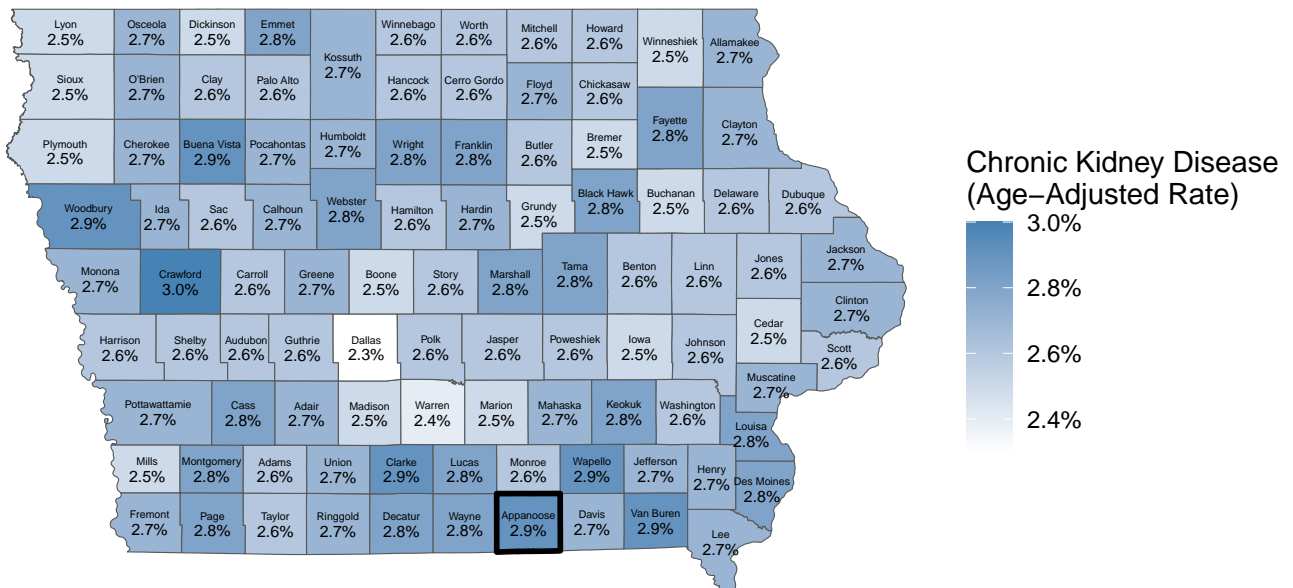 Lyon
2.5%
Osceola
2.7%
Dickinson
2.5%
Emmet
2.8%
Kossuth
2.7%
Winnebago
2.6%
Worth
2.6%
Mitchell
2.6%
Howard
2.6%
Winneshiek
2.5%
Allamakee
2.7%
Sioux
2.5%
O'Brien
2.7%
Clay
2.6%
Palo Alto
2.6%
Hancock
2.6%
Cerro Gordo
2.6%
Floyd
2.7%
Chickasaw
2.6%
Fayette
2.8%
Clayton
2.7%
Plymouth
2.5%
Cherokee
2.7%
Buena Vista
2.9%
Pocahontas
2.7%
Humboldt
2.7%
Wright
2.8%
Franklin
2.8%
Butler
2.6%
Bremer
2.5%
Woodbury
2.9%
Ida
2.7%
Sac
2.6%
Calhoun
2.7%
Webster
2.8%
Hamilton
2.6%
Hardin
2.7%
Grundy
2.5%
Black Hawk
2.8%
Buchanan
2.5%
Delaware
2.6%
Dubuque
2.6%
Monona
2.7%
Crawford
3.0%
Carroll
2.6%
Greene
2.7%
Boone
2.5%
Story
2.6%
Marshall
2.8%
Tama
2.8%
Benton
2.6%
Linn
2.6%
Jones
2.6%
Jackson
2.7%
Clinton
2.7%
Harrison
2.6%
Shelby
2.6%
Audubon
2.6%
Guthrie
2.6%
Dallas
2.3%
Polk
2.6%
Jasper
2.6%
Poweshiek
2.6%
Iowa
2.5%
Johnson
2.6%
Cedar
2.5%
Scott
2.6%
Muscatine
2.7%
Pottawattamie
2.7%
Cass
2.8%
Adair
2.7%
Madison
2.5%
Warren
2.4%
Marion
2.5%
Mahaska
2.7%
Keokuk
2.8%
Washington
2.6%
Louisa
2.8%
Mills
2.5%
Montgomery
2.8%
Adams
2.6%
Union
2.7%
Clarke
2.9%
Lucas
2.8%
Monroe
2.6%
Wapello
2.9%
Jefferson
2.7%
Henry
2.7%
Des Moines
2.8%
Fremont
2.7%
Page
2.8%
Taylor
2.6%
Ringgold
2.7%
Decatur
2.8%
Wayne
2.8%
Appanoose
2.9%
Davis
2.7%
Van Buren
2.9%
Lee
2.7%
Chronic Kidney Disease
(Age−Adjusted Rate)
3.0%
2.8%
2.6%
2.4%